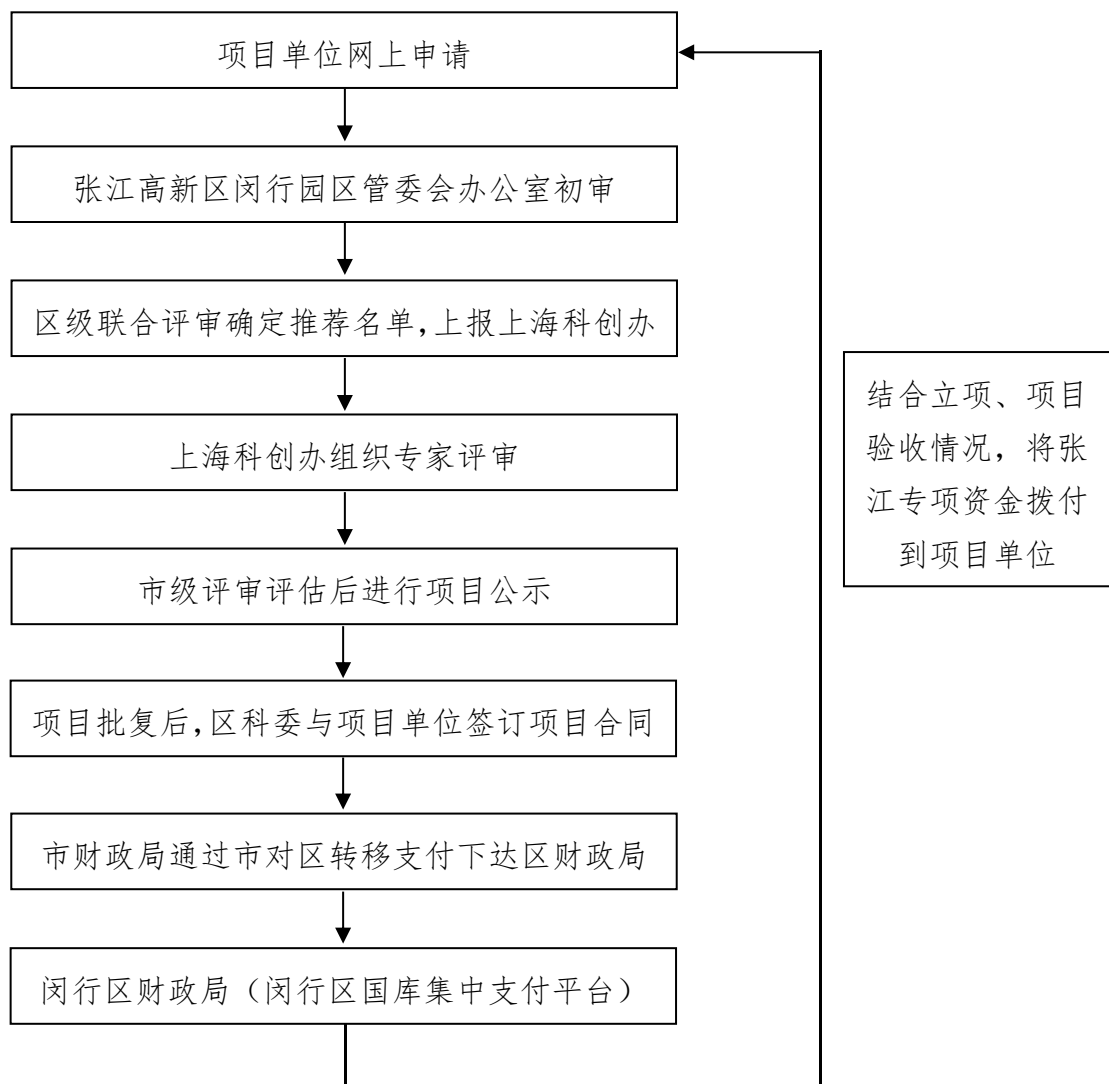 项目单位网上申请
张江高新区闵行园区管委会办公室初审
区级联合评审确定推荐名单,上报上海科创办
上海科创办组织专家评审
市级评审评估后进行项目公示
项目批复后,区科委与项目单位签订项目合同
市财政局通过市对区转移支付下达区财政局
闵行区财政局（闵行区国库集中支付平台）
结合立项、项目
验收情况，将张
江专项资金拨付
到项目单位